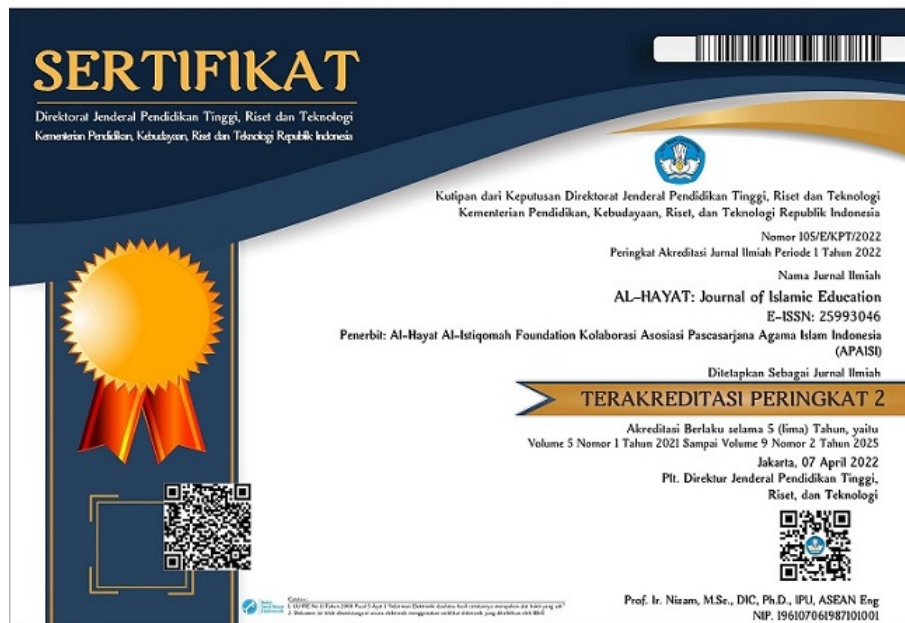 SERTIFIKAT
Direktorat Jenderal Pendidikan Tinggi, Riset dan Teknologi
Kementerian Pendidikan, Kebudayaan, Riset dan Teknologi Republik Indonesia
Kutipan dari Keputusan Direktorat Jenderal Pendidikan Tinggi, Riset dan Teknologi
Kementerian Pendidikan, Kebudayaan, Riset, dan Teknologi Republik Indonesia
Nomor 105/E/KPT/2022
Peringkat Akreditasi Jurnal Ilmiah Periode 1 Tahun 2022
Nama Jurnal Ilmiah
AL-HAYAT: Journal of Islamic Education
E-ISSN: 25993046
Penerbit: Al-Hayat Al-Istiqomah Foundation Kolaborasi Asosiasi Pascasarjana Agama Islam Indonesia
(APAISI)
Ditetapkan Sebagai Jurnal Ilmiah
TERAKREDITASI PERINGKAT 2
Akreditasi Berlaku selama 5 (lima) Tahun, yaitu
Volume 5 Nomor 1 Tahun 2021 Sampai Volume 9 Nomor 2 Tahun 2025
Jakarta, 07 April 2022
Plt. Direktur Jenderal Pendidikan Tinggi,
Riset, dan Teknologi
Prof. Ir. Nizam, M.Sc., DIC, Ph.D., IPU, ASEAN Eng
NIP. 196107061987101001